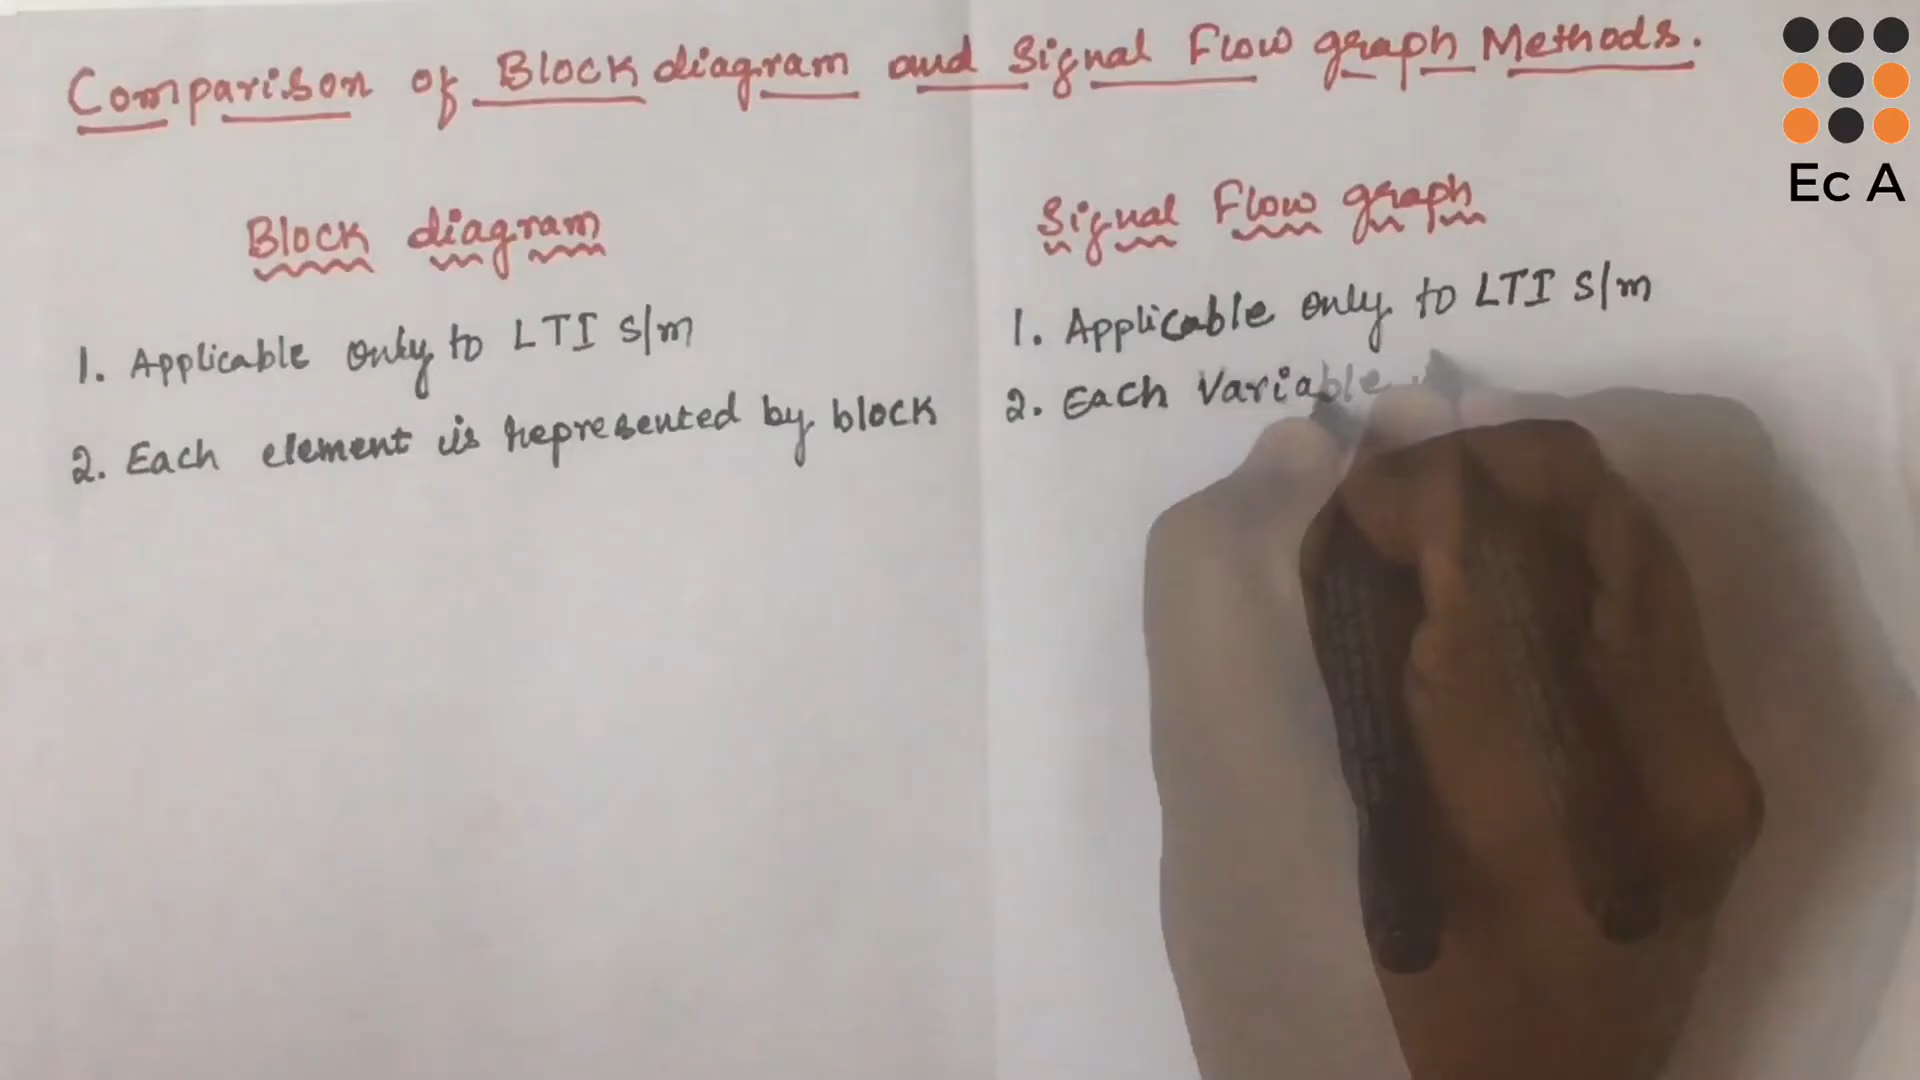 Comparison of Block diagram and Signal Flow graph Methods.
Ec A
Block diagram
1. Applicable only to LTI S/m
2. Each element is represented by block
Signal Flow graph
1. Applicable only to LTI S/m
2. Each Variable